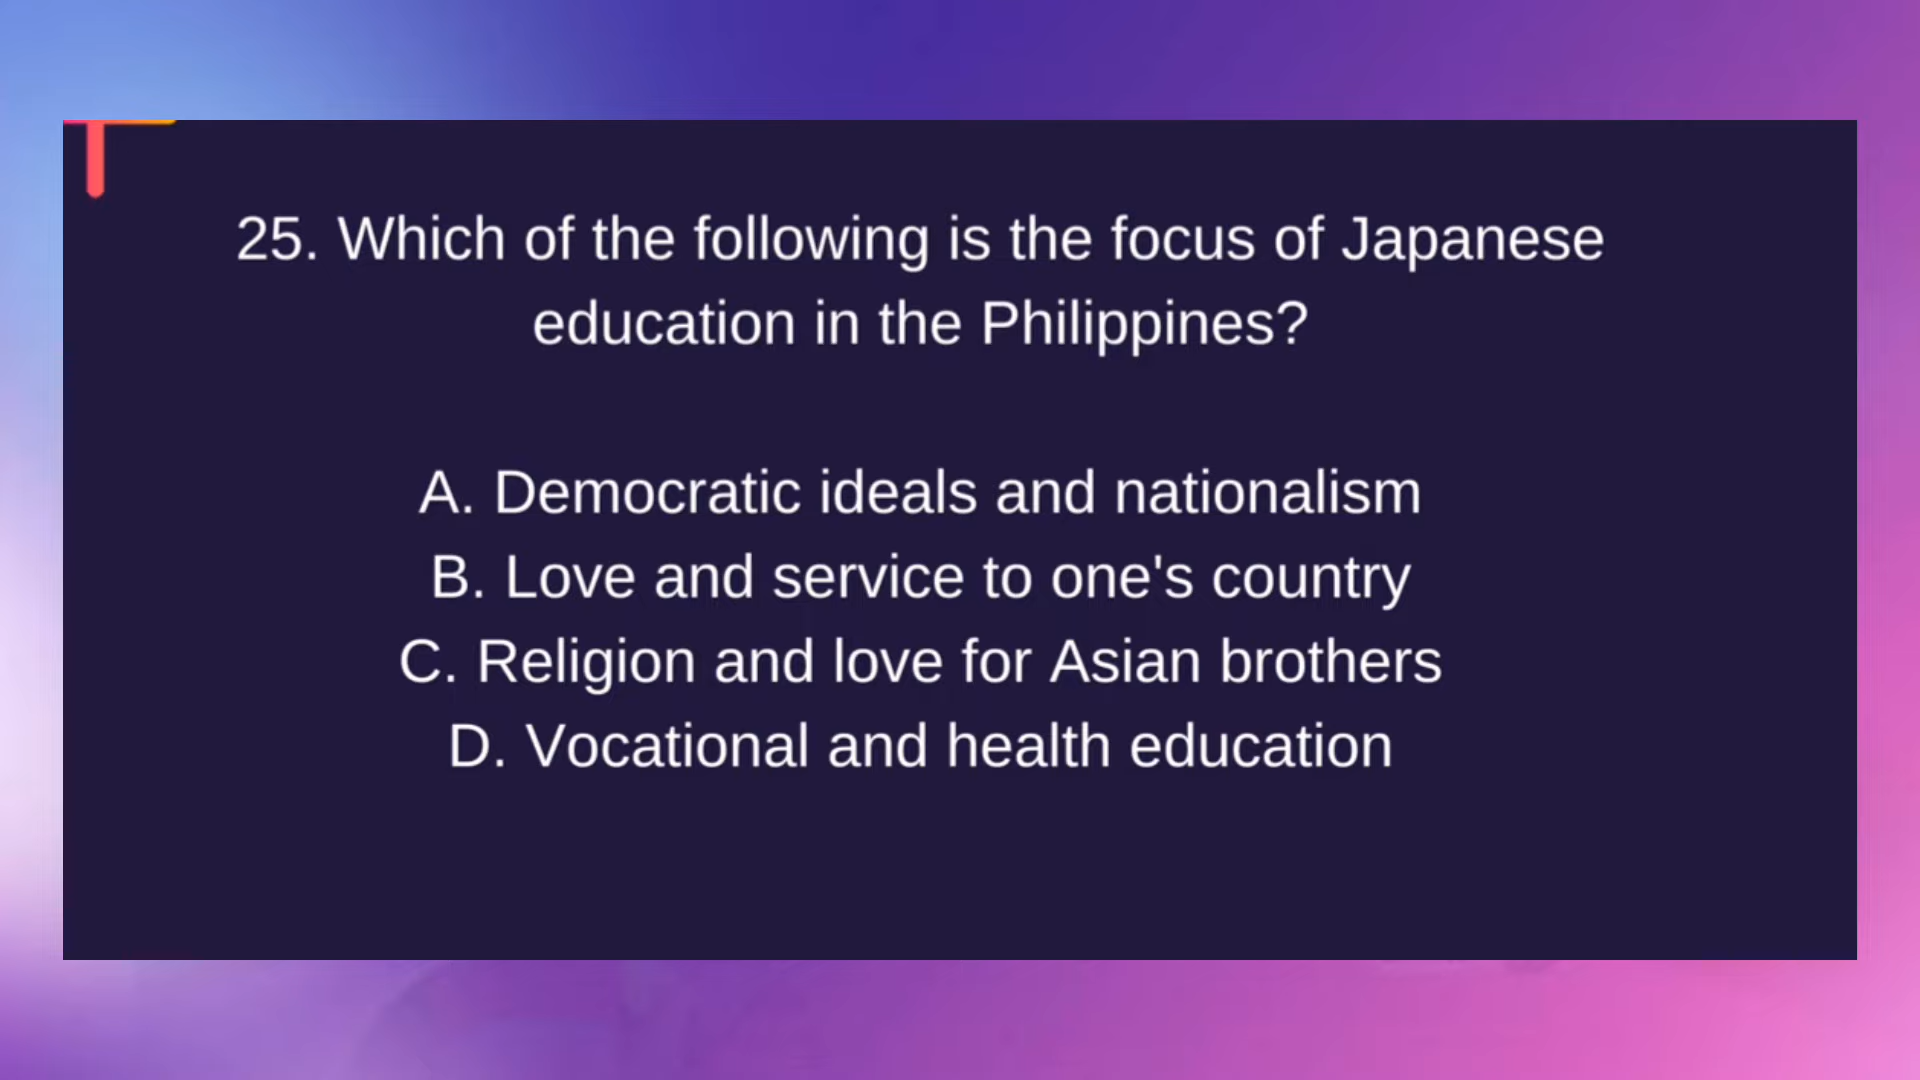 25. Which of the following is the focus of Japanese
education in the Philippines?
A. Democratic ideals and nationalism
B. Love and service to one's country
C. Religion and love for Asian brothers
D. Vocational and health education